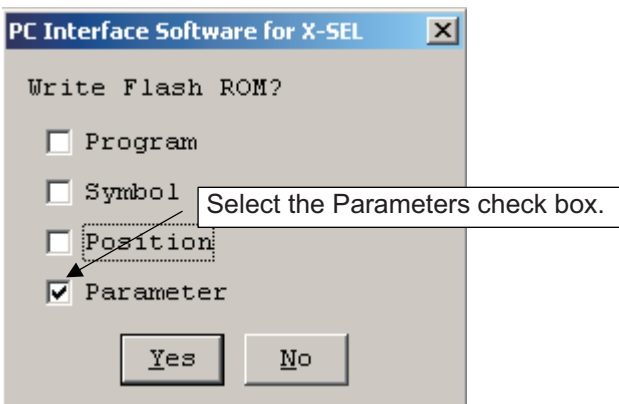 PC Interface Software for X-SEL
Write Flash ROM?
Program
Symbol
Select the Parameters check box.
Position
Parameter
Yes
No